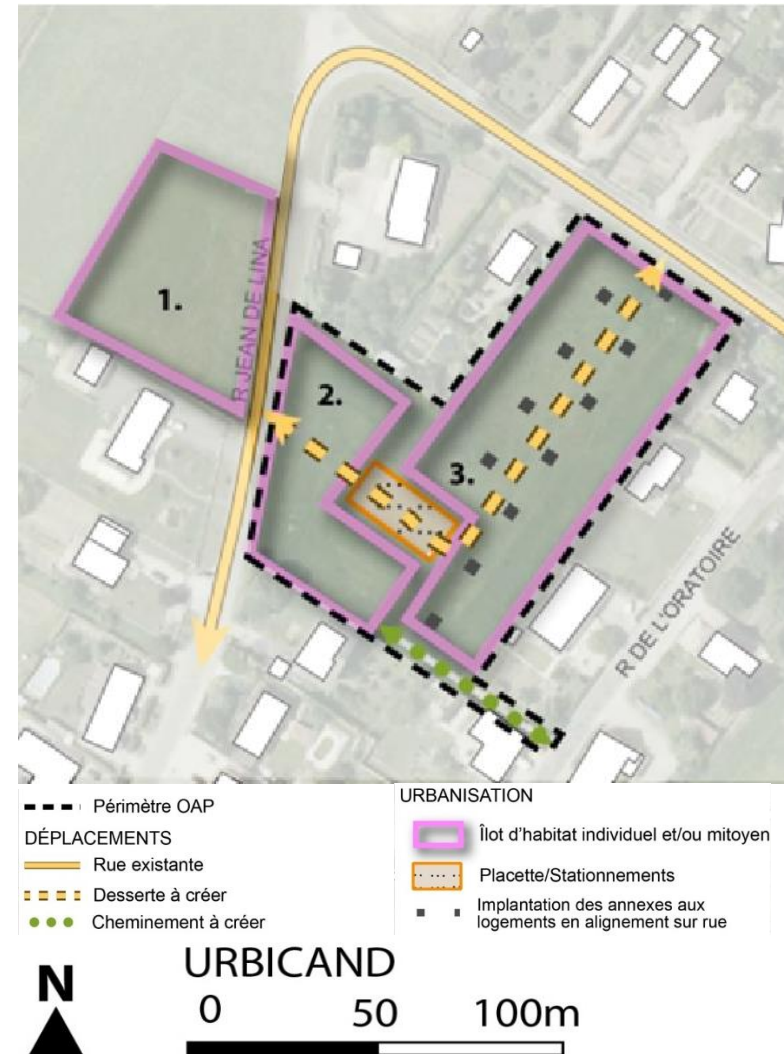 R JEAN DE LINA
1.
2.
3.
R DE L'ORATOIRE
Périmètre OAP
DÉPLACEMENTS
Rue existante
Desserte à créer
Cheminement à créer
URBANISATION
Îlot d'habitat individuel et/ou mitoyen
Placette/Stationnements
Implantation des annexes aux
logements en alignement sur rue
N
URBICAND
0 50 100m